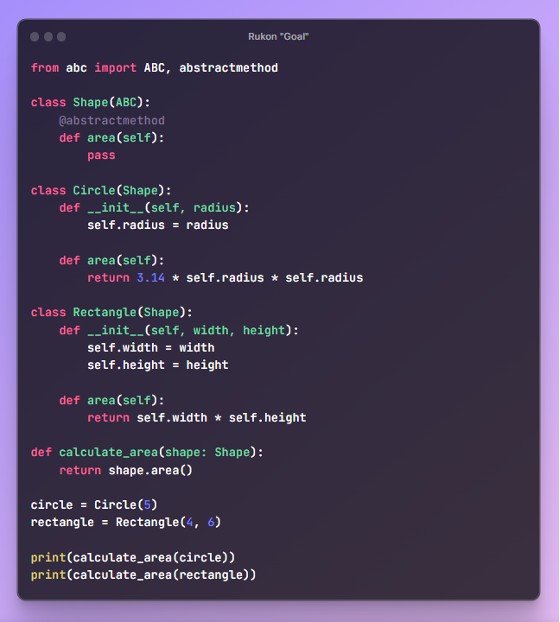 Rukon "Goal"
from abc import ABC, abstractmethod
class Shape(ABC):
    @abstractmethod
    def area(self):
        pass
class Circle(Shape):
    def __init__(self, radius):
        self.radius = radius
    def area(self):
        return 3.14 * self.radius * self.radius
class Rectangle(Shape):
    def __init__(self, width, height):
        self.width = width
        self.height = height
    def area(self):
        return self.width * self.height
def calculate_area(shape: Shape):
    return shape.area()
circle = Circle(5)
rectangle = Rectangle(4, 6)
print(calculate_area(circle))
print(calculate_area(rectangle))